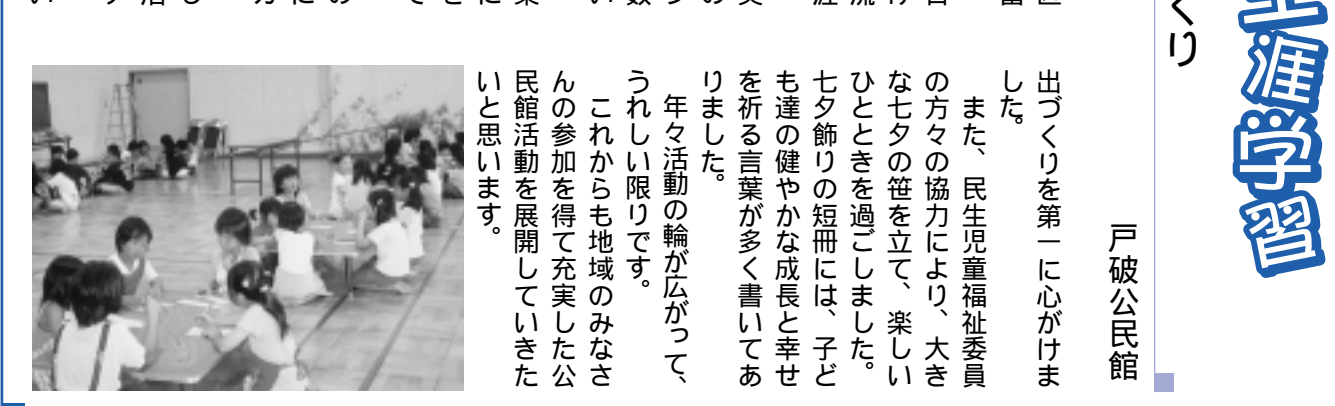 生涯学習
くり
戸破公民館
出づくりを第一に心がけま
した。
また、民生児童福祉委員
の方々の協力により、大き
な七夕の笹を立て、楽しい
ひとときを過ごしました。
七夕飾りの短冊には、子ど
も達の健やかな成長と幸せ
を祈る言葉が多く書いてあ
りました。
年々活動の輪が広がって、
うれしい限りです。
これからも地域のみなさ
んの参加を得て充実した公
民館活動を展開していきた
いと思います。